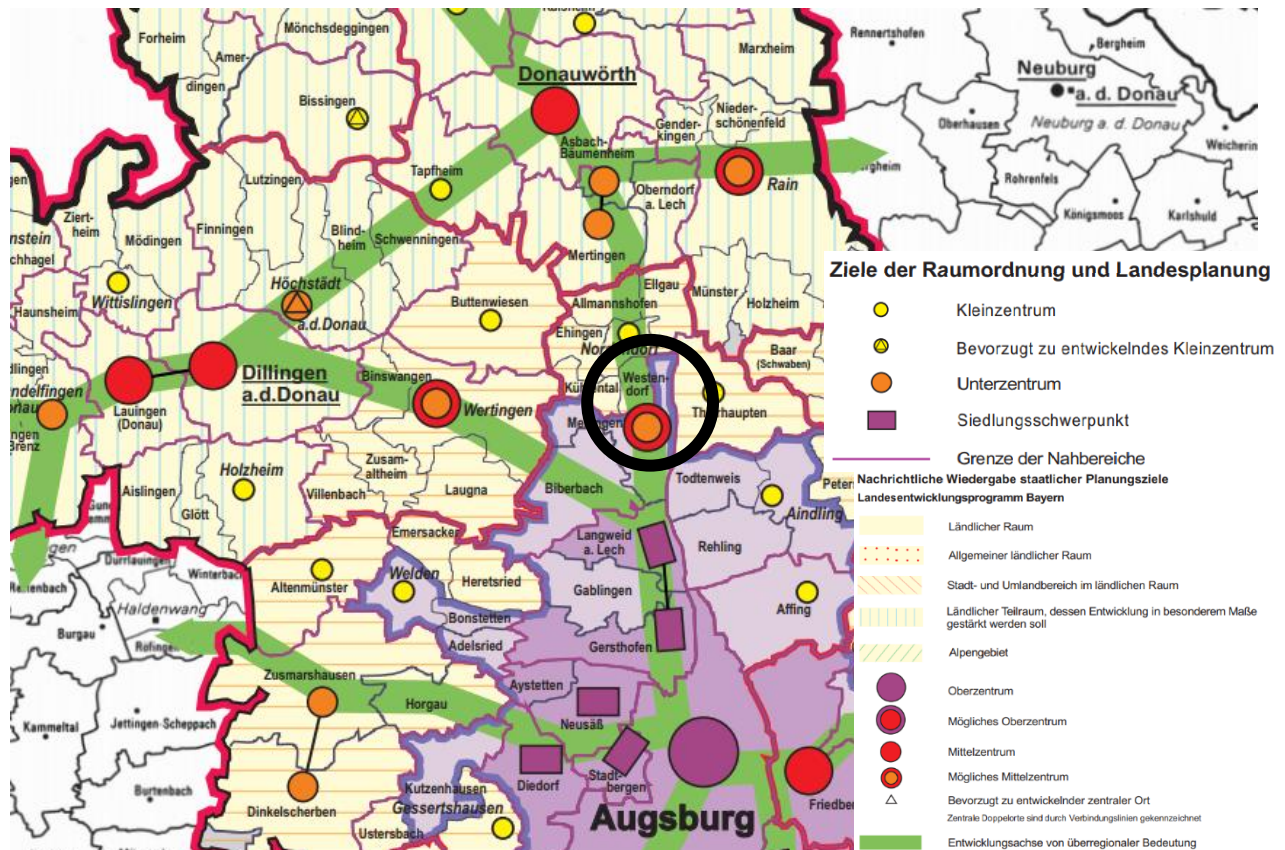 Forheim
Mönchsdeggingen
Amer-
dingen
Bissingen
Donauwörth
Marxheim
Rennertshofen
Bergheim
Neuburg
a. d. Donau
Neuburg a. d. Donau
Oberhausen
Weicherin
Rohrenfels
Königsmoos
Karlshuld
Gender-
kingen
Nieder-
schönenfeld
Asbach-
Bäumenheim
Tapfheim
Oberndorf
a. Lech
Rain
Mertingen
Lutzingen
Ziert-
heim
Mödingen
Finningen
Blind-
heim
Schwenningen
Wittislingen
Höchstädt
a.d.Donau
Haunsheim
Buttenwiesen
Ellgau
Allmannshofen
Münster
Holzheim
Ehingen
Baar
(Schwaben)
Westen-
dorf
Dillingen
a.d.Donau
Binswangen
Wertingen
Lauingen
(Donau)
Holzheim
Zusam-
altheim
Villenbach
Laugna
Aislingen
Glött
Biberbach
Todtenweis
Aindling
Langweid
a. Lech
Rehling
Emersacker
Welden
Heretsried
Altenmünster
Gablingen
Affing
Bonstetten
Adelsried
Gersthofen
Winterbach
Haldenwang
Burgau
Zusmarshausen
Horgau
Aystetten
Neusäß
Kammeltal
Jettingen-Scheppach
Burtenbach
Dinkelscherben
Diedorf
Stadt-
bergen
Kutzenhausen
Gessertshausen
Ustersbach
Augsburg
Ziele der Raumordnung und Landesplanung
Kleinzentrum
Bevorzugt zu entwickelndes Kleinzentrum
Unterzentrum
Siedlungsschwerpunkt
Grenze der Nahbereiche
Nachrichtliche Wiedergabe staatlicher Planungsziele
Landesentwicklungsprogramm Bayern
Ländlicher Raum
Allgemeiner ländlicher Raum
Stadt- und Umlandbereich im ländlichen Raum
Ländlicher Teilraum, dessen Entwicklung in besonderem Maße
gestärkt werden soll
Alpengebiet
Oberzentrum
Mögliches Oberzentrum
Mittelzentrum
Mögliches Mittelzentrum
Bevorzugt zu entwickelnder zentraler Ort
Zentrale Doppelorte sind durch Verbindungslinien gekennzeichnet
Entwicklungsachse von überregionaler Bedeutung